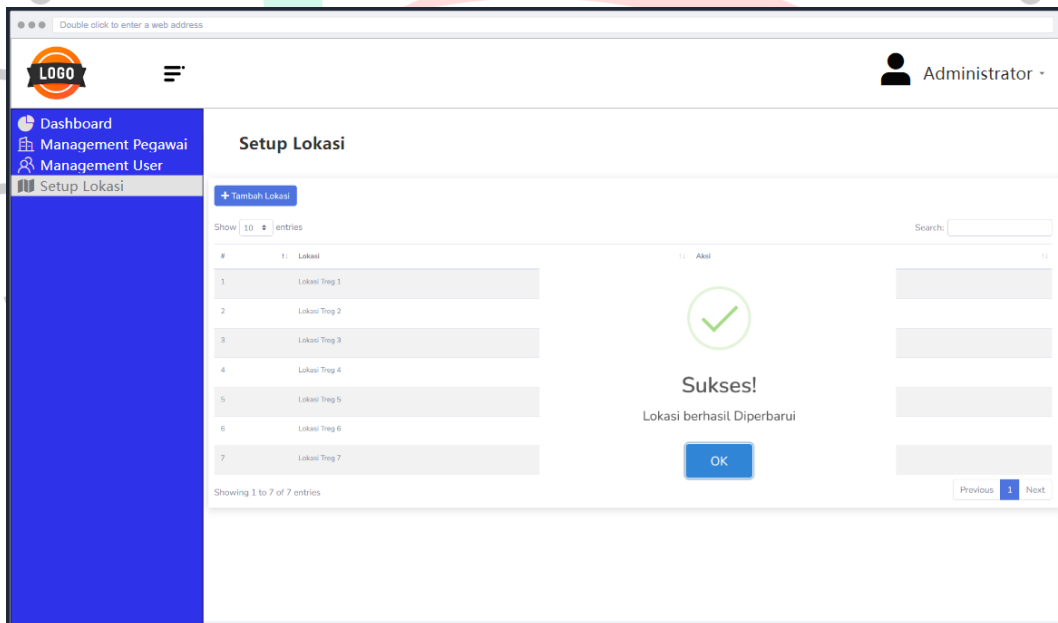 Double click to enter a web address
LOGO
Administrator
Dashboard
Management Pegawai
Management User
Setup Lokasi
Setup Lokasi
+ Tambah Lokasi
Show 10 entries
Search:
# Lokasi Aksi
1 Lokasi Treg 1
2 Lokasi Treg 2
3 Lokasi Treg 3
4 Lokasi Treg 4
5 Lokasi Treg 5
6 Lokasi Treg 6
7 Lokasi Treg 7
Sukses!
Lokasi berhasil Diperbarui
OK
Showing 1 to 7 of 7 entries
Previous 1 Next